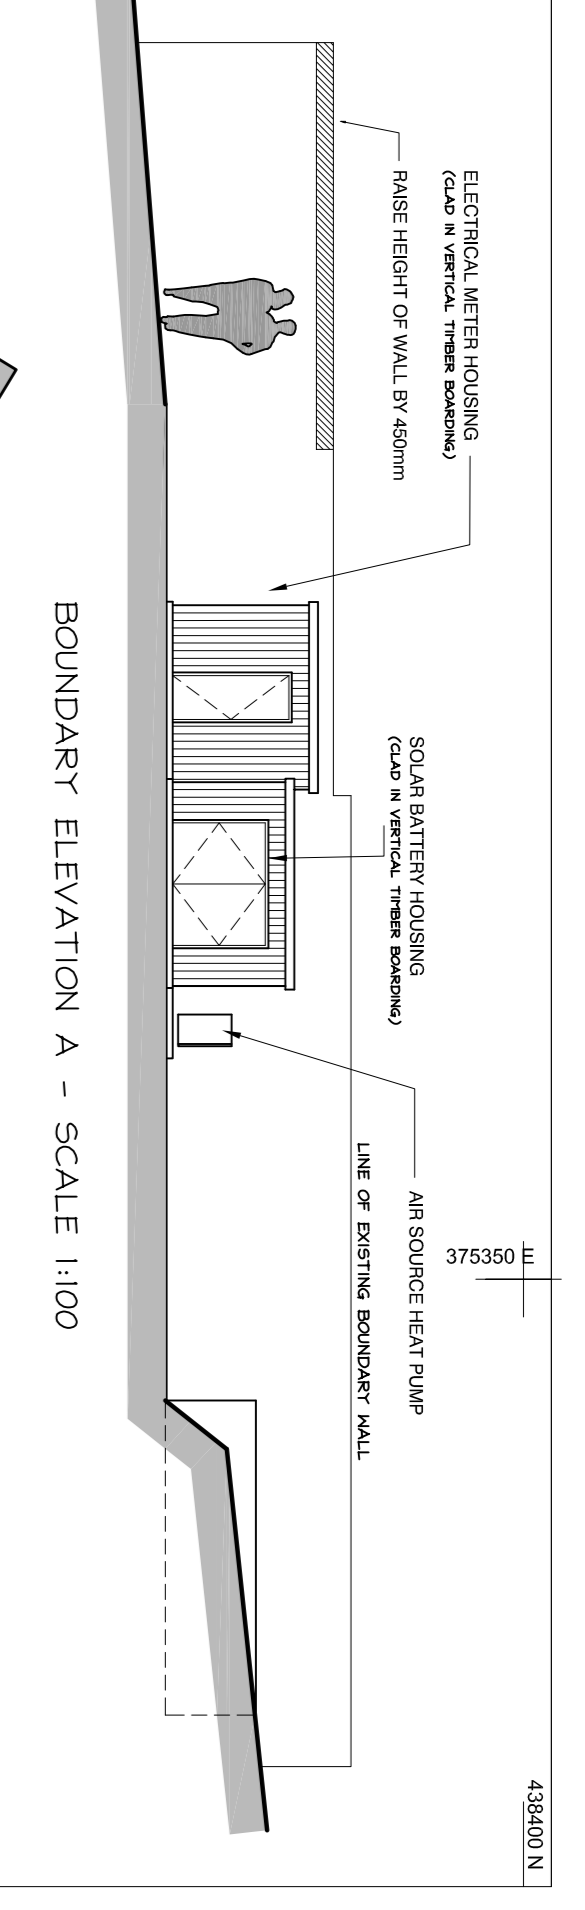 ELECTRICAL METER HOUSING
(CLAD IN VERTICAL TIMBER BOARDING)
RAISE HEIGHT OF WALL BY 450mm
SOLAR BATTERY HOUSING
(CLAD IN VERTICAL TIMBER BOARDING)
AIR SOURCE HEAT PUMP
LINE OF EXISTING BOUNDARY WALL
375350 E
438400 N
BOUNDARY ELEVATION A - SCALE 1:100